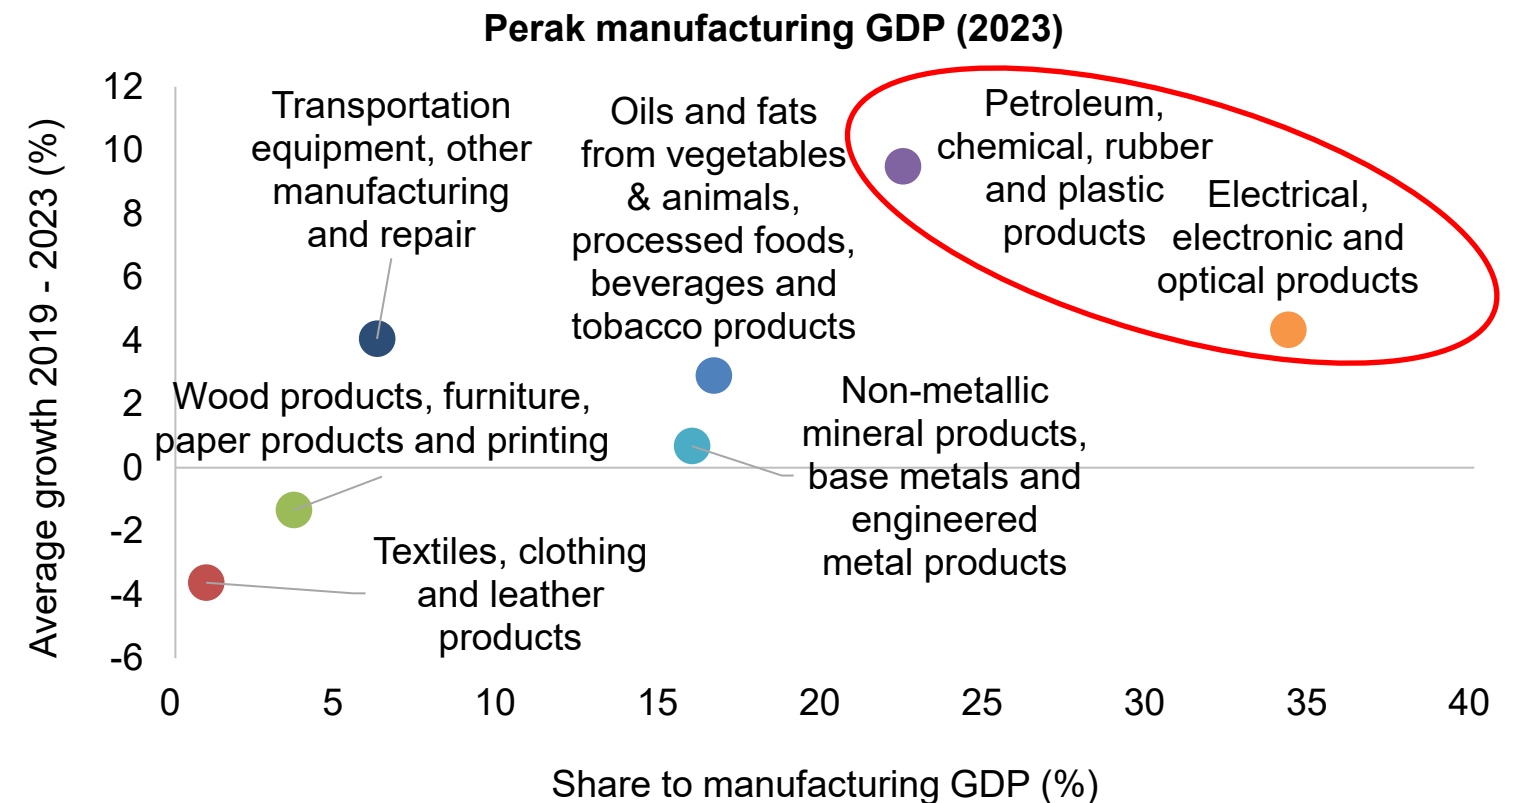 Perak manufacturing GDP (2023)
Average growth 2019 - 2023 (%)
12
10
8
6
4
2
0
-2
-4
-6
Transportation
equipment, other
manufacturing
and repair
Oils and fats
from vegetables
& animals,
processed foods,
beverages and
tobacco products
Petroleum,
chemical, rubber
and plastic
products
Electrical,
electronic and
optical products
Wood products, furniture,
paper products and printing
Non-metallic
mineral products,
base metals and
engineered
metal products
Textiles, clothing
and leather
products
0 5 10 15 20 25 30 35 40
Share to manufacturing GDP (%)